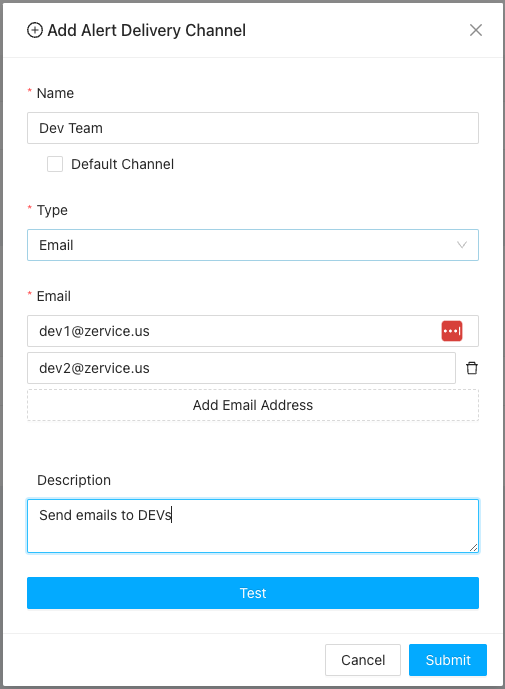 Add Alert Delivery Channel
* Name
Dev Team
Default Channel
* Type
Email
* Email
dev1@zervice.us
dev2@zervice.us
Add Email Address
Description
Send emails to DEVs
Test
Cancel Submit